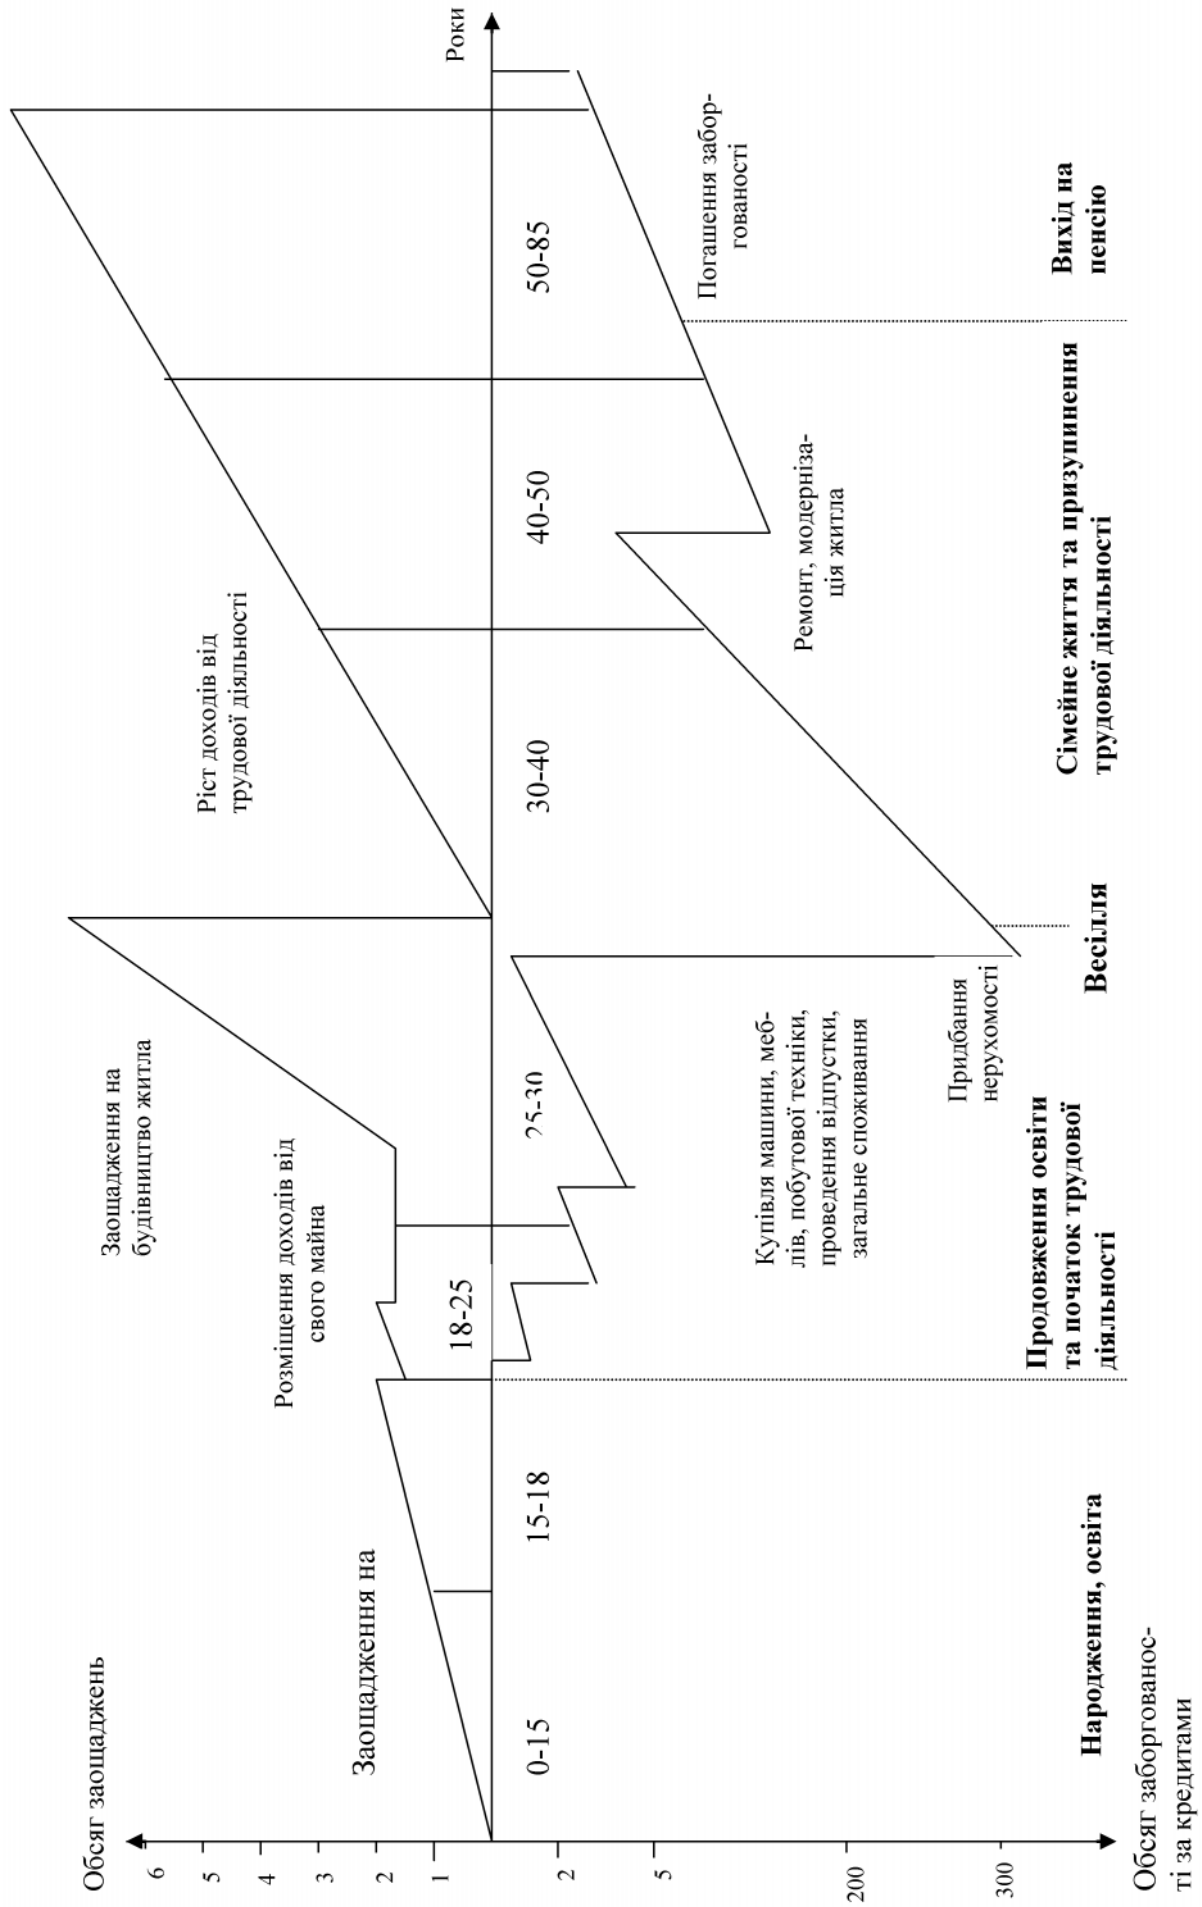 Обсяг заощаджень
6
5
4
3
2
1
2
5
200
300
Обсяг заборгованос-
ті за кредитами
Роки
Заощадження на
Розміщення доходів від
свого майна
Заощадження на
будівництво житла
Ріст доходів від
трудової діяльності
0-15
15-18
18-25
25-30
30-40
40-50
50-85
Купівля машини, меб-
лів, побутової техніки,
проведення відпустки,
загальне споживання
Придбання
нерухомості
Ремонт, модерніза-
ція житла
Погашення забор-
гованості
Народження, освіта
Продовження освіти
та початок трудової
діяльності
Весілля
Сімейне життя та призупинення
трудової діяльності
Вихід на
пенсію